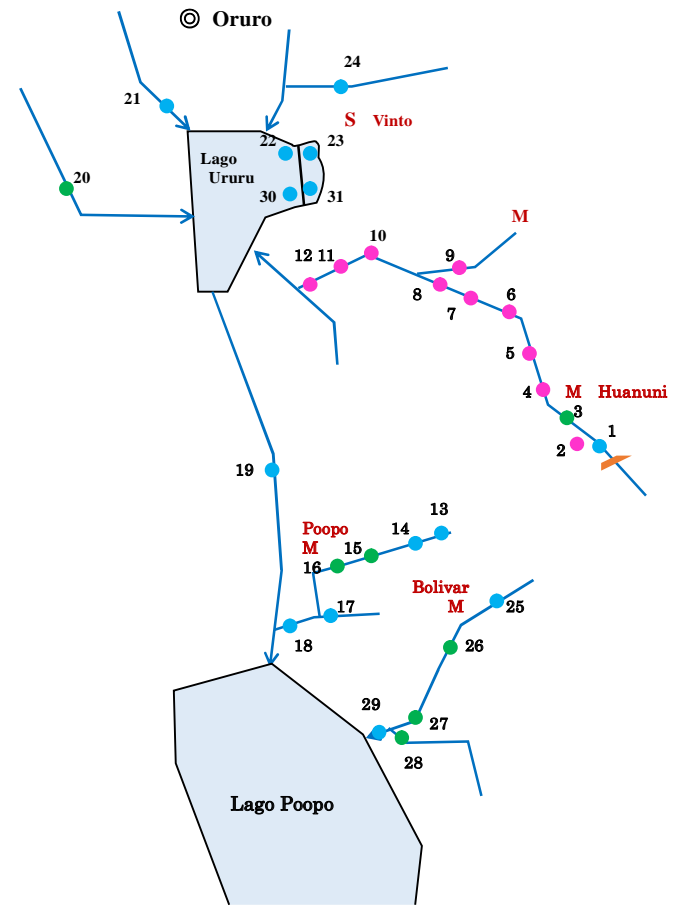 Oruro
24
21
S Vinto
22 23
Lago
Ururu
20
30 31
M
10
12 11 9
8
7 6
5
4 M Huanuni
3
1
2
19
13
Poopo 14
M 15
16
Bolivar
M 25
17
18 26
29
27
28
Lago Poopo